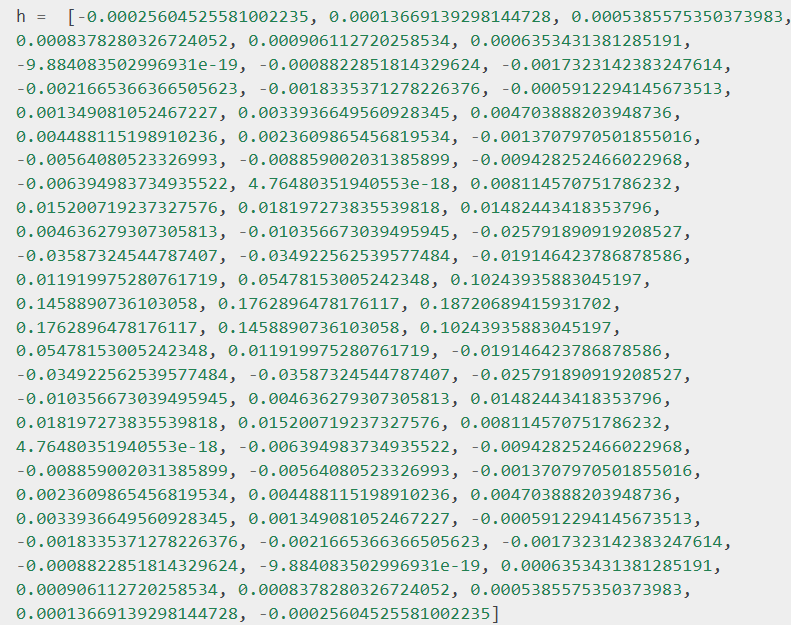 h =  [-0.00025604525581002235, 0.00013669139298144728, 0.0005385575350373983,
0.0008378280326724052, 0.000906112720258534, 0.0006353431381285191,
-9.884083502996931e-19, -0.0008822851814329624, -0.0017323142383247614,
-0.0021665366366505623, -0.0018335371278226376, -0.0005912294145673513,
0.001349081052467227, 0.0033936649560928345, 0.004703888203948736,
0.004488115198910236, 0.0023609865456819534, -0.0013707970501855016,
-0.00564080523326993, -0.008859002031385899, -0.009428252466022968,
-0.006394983734935522, 4.76480351940553e-18, 0.008114570751786232,
0.015200719237327576, 0.018197273835539818, 0.01482443418353796,
0.004636279307305813, -0.010356673039495945, -0.025791890919208527,
-0.03587324544787407, -0.034922562539577484, -0.019146423786878586,
0.011919975280761719, 0.05478153005242348, 0.10243935883045197,
0.1458890736103058, 0.1762896478176117, 0.18720689415931702,
0.1762896478176117, 0.1458890736103058, 0.10243935883045197,
0.05478153005242348, 0.011919975280761719, -0.019146423786878586,
-0.034922562539577484, -0.03587324544787407, -0.025791890919208527,
-0.010356673039495945, 0.004636279307305813, 0.01482443418353796,
0.018197273835539818, 0.015200719237327576, 0.008114570751786232,
4.76480351940553e-18, -0.006394983734935522, -0.009428252466022968,
-0.008859002031385899, -0.00564080523326993, -0.0013707970501855016,
0.0023609865456819534, 0.004488115198910236, 0.004703888203948736,
0.0033936649560928345, 0.001349081052467227, -0.0005912294145673513,
-0.0018335371278226376, -0.0021665366366505623, -0.0017323142383247614,
-0.0008822851814329624, -9.884083502996931e-19, 0.0006353431381285191,
0.000906112720258534, 0.0008378280326724052, 0.0005385575350373983,
0.00013669139298144728, -0.00025604525581002235]